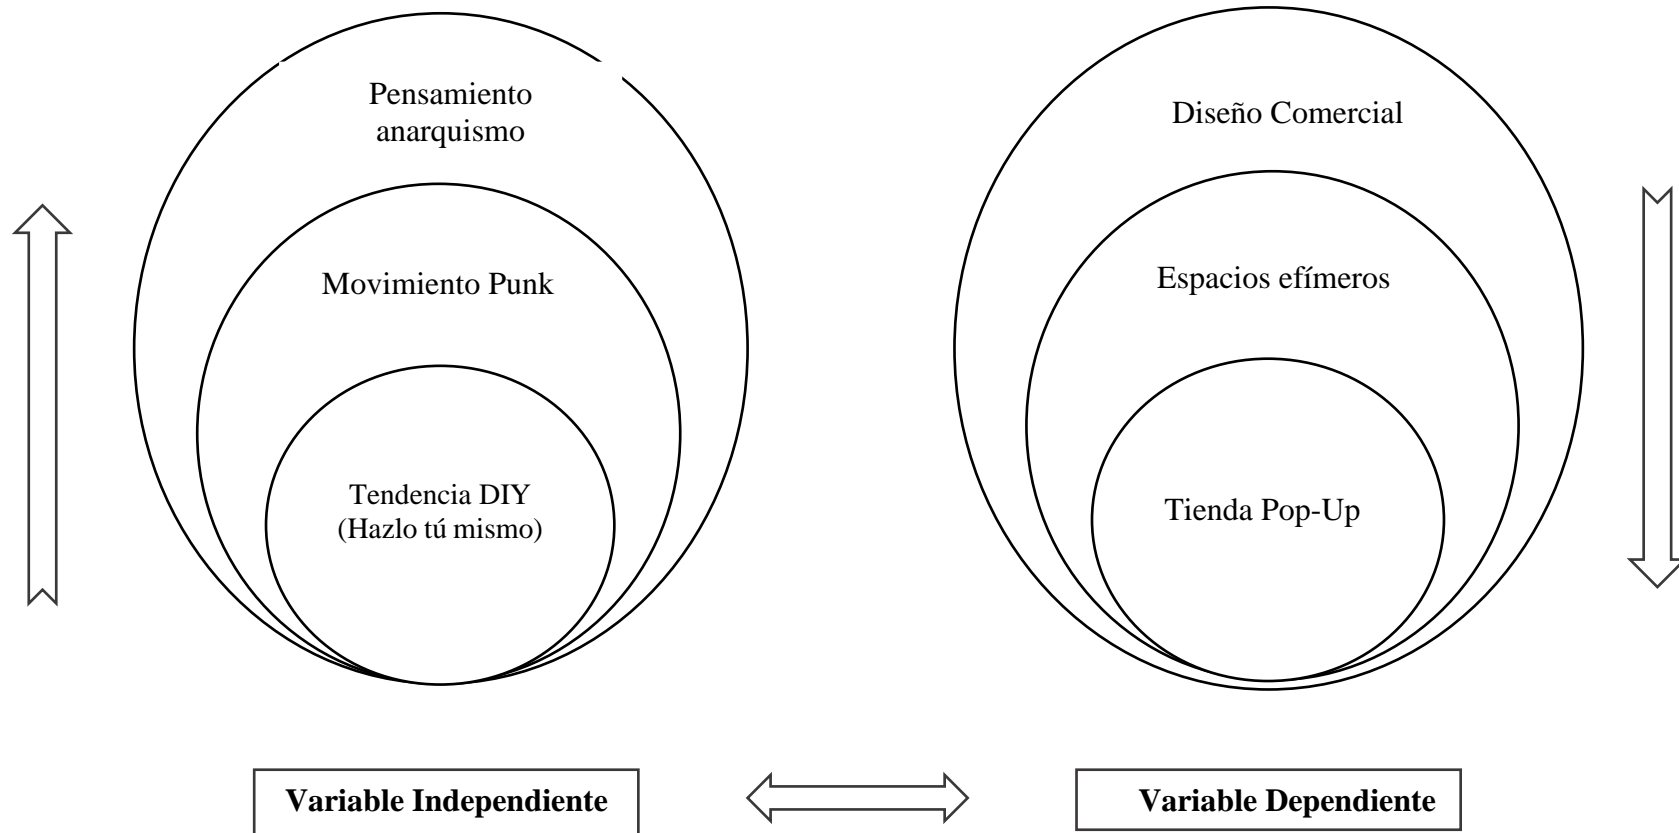 Pensamiento
anarquismo
Movimiento Punk
Tendencia DIY
(Hazlo tú mismo)
Diseño Comercial
Espacios efímeros
Tienda Pop-Up
Variable Independiente
Variable Dependiente